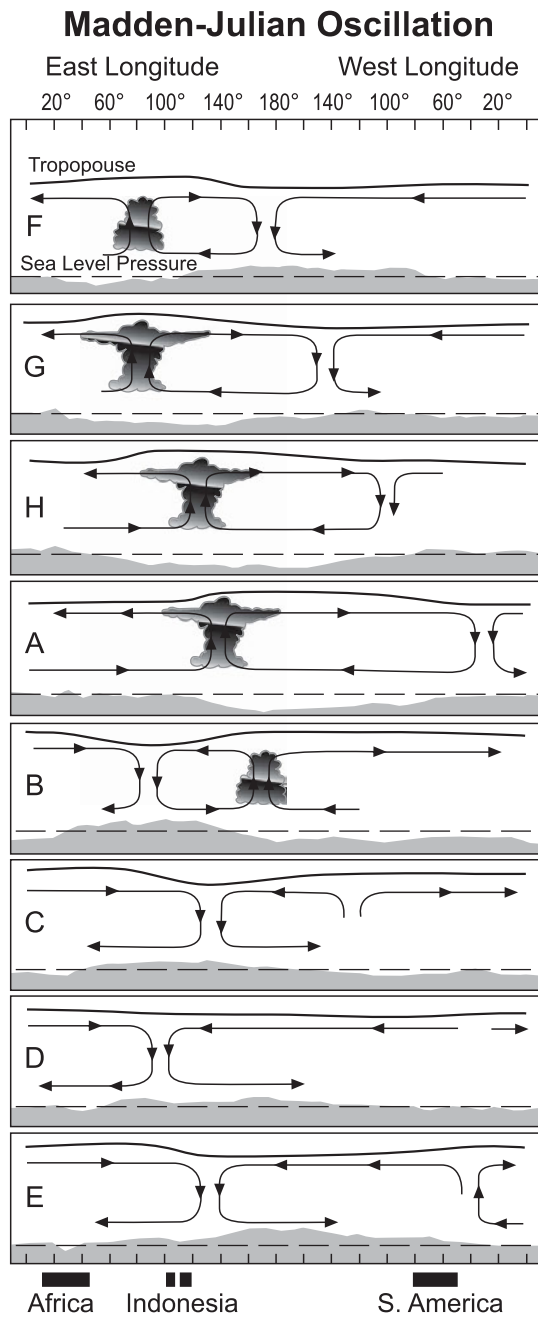 Madden-Julian Oscillation
East Longitude West Longitude
20° 60° 100° 140° 180° 140° 100° 60° 20°
Tropopouse
F
Sea Level Pressure
G
H
A
B
C
D
E
Africa Indonesia S. America